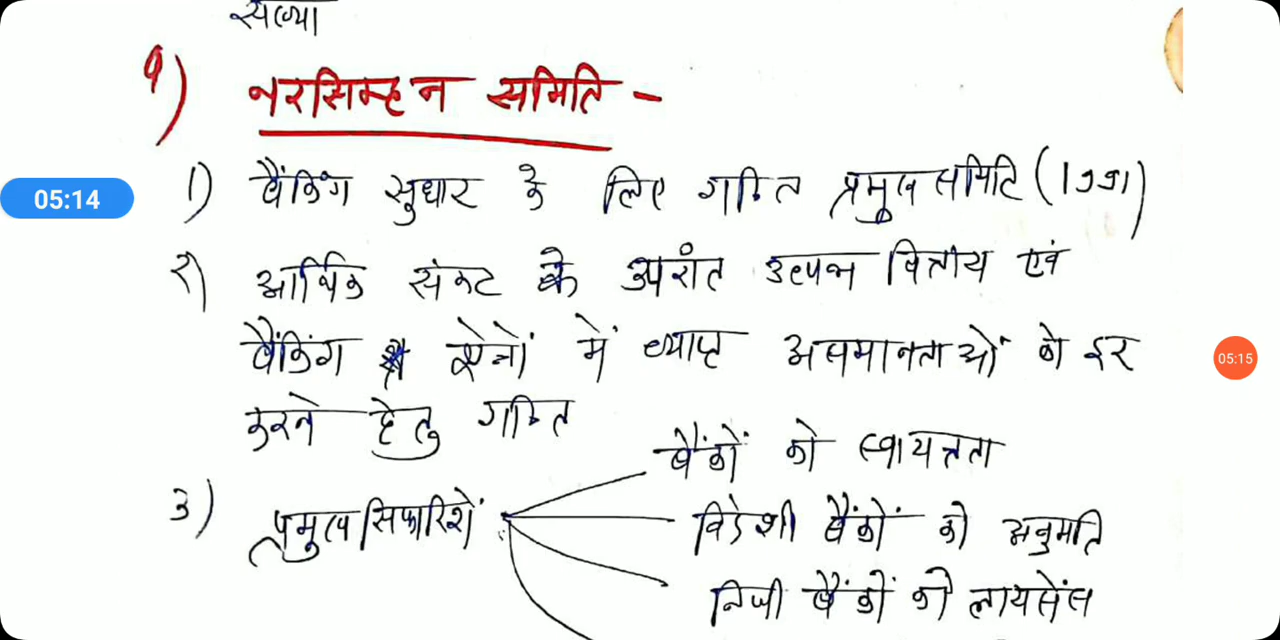 संख्या
9) नरसिम्हन समिति -
1) बैंकिंग सुधार के लिए गठित प्रमुख समिति (1991)
05:14
2) आर्थिक संकट के उपरांत उत्पन्न वित्तीय एवं
बैंकिंग क्षेत्रों में व्याप्त असमानताओं को दूर
05:15
करने हेतु गठित
बैंकों को स्वायत्तता
3) प्रमुख सिफारिशें
विदेशी बैंकों को अनुमति
निजी बैंकों को लायसेंस